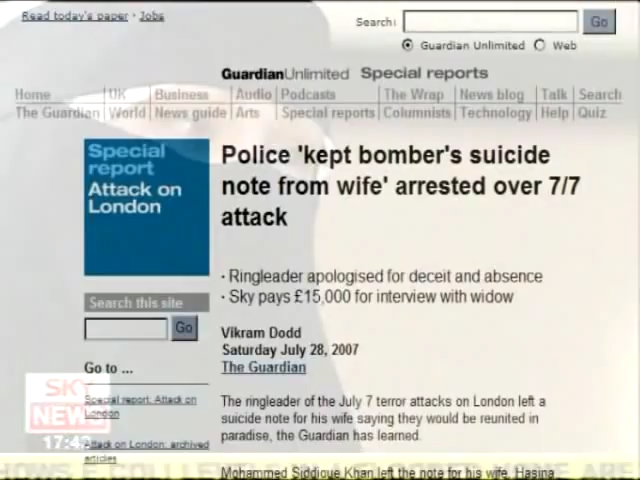 Read today's paper · Jobs
Search:
Go
Guardian Unlimited Web
GuardianUnlimited Special reports
Home UK Business Audio Podcasts The Wrap News blog Talk Search
The Guardian World News guide Arts Special reports Columnists Technology Help Quiz
Special
report
Attack on
London
Police 'kept bomber's suicide
note from wife' arrested over 7/7
attack
· Ringleader apologised for deceit and absence
· Sky pays £15,000 for interview with widow
Search this site
Go
Vikram Dodd
Saturday July 28, 2007
The Guardian
Go to ...
Special report: Attack on
London
Attack on London: archived
articles
The ringleader of the July 7 terror attacks on London left a
suicide note for his wife saying they would be reunited in
paradise, the Guardian has learned.
Mohammed Siddique Khan left the note for his wife, Hasina
SKY
NEWS